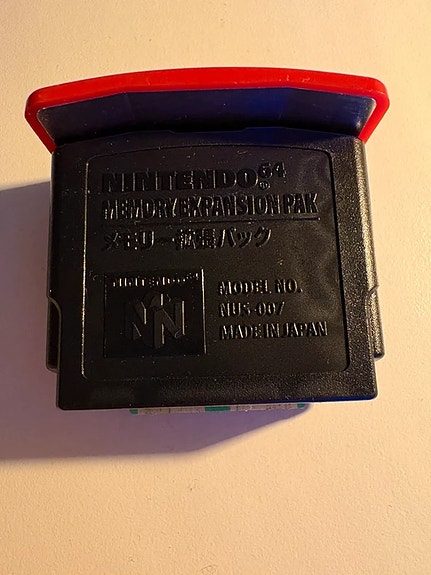 NINTENDO64
®
MEMORY EXPANSION PAK
メモリー拡張パック
NINTENDO64
MODEL NO.
NUS-007
MADE IN JAPAN